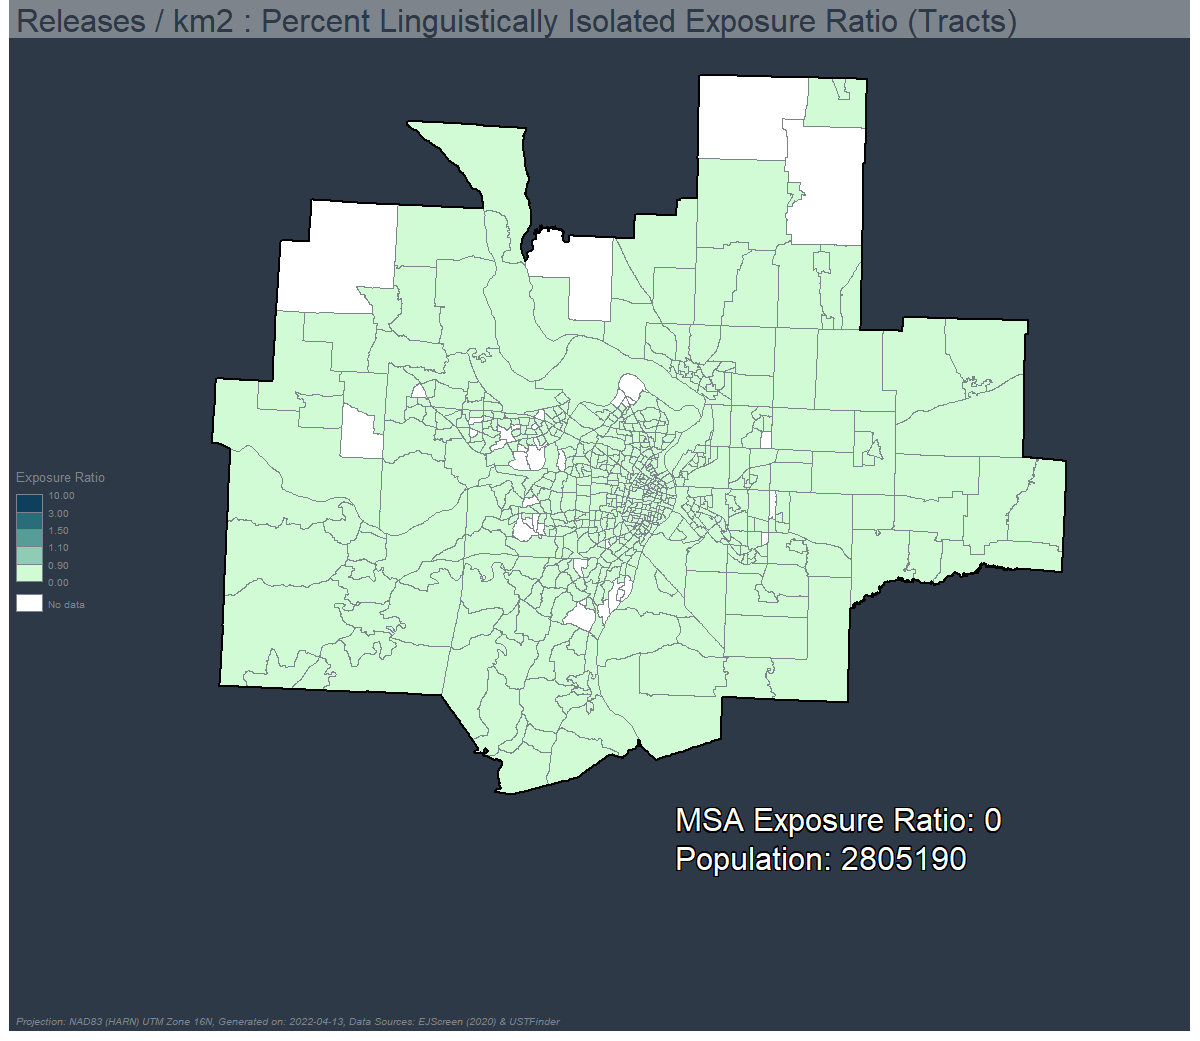 Releases / km2 : Percent Linguistically Isolated Exposure Ratio (Tracts)
Exposure Ratio
10.00
3.00
1.50
1.10
0.90
0.00
No data
MSA Exposure Ratio: 0
Population: 2805190
Projection: NAD83 (HARN) UTM Zone 16N, Generated on: 2022-04-13, Data Sources: EJScreen (2020) & USTFinder